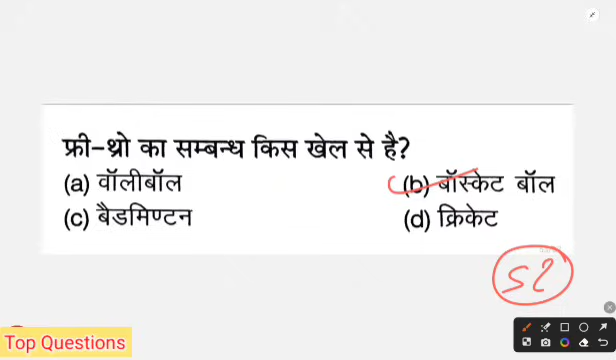 फ्री-थ्रो का सम्बन्ध किस खेल से है?
(a) वॉलीबॉल (b) बॉस्केट बॉल
(c) बैडमिण्टन (d) क्रिकेट
52
Top Questions